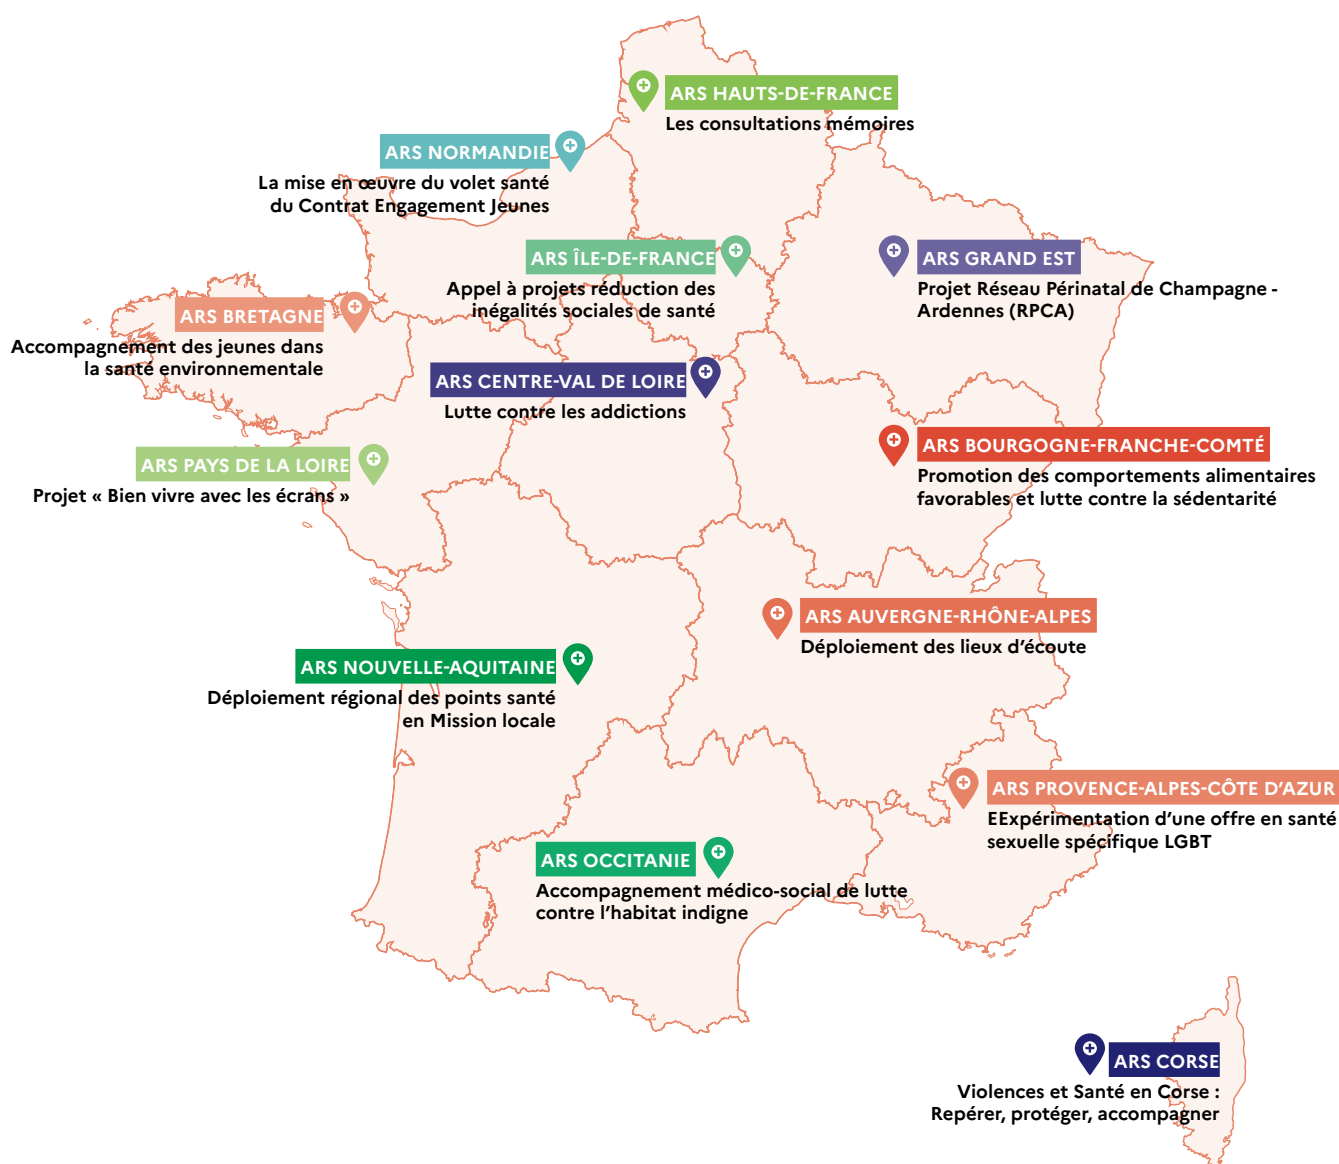 ARS HAUTS-DE-FRANCE
Les consultations mémoires
ARS NORMANDIE
La mise en œuvre du volet santé
du Contrat Engagement Jeunes
ARS ÎLE-DE-FRANCE
Appel à projets réduction des
inégalités sociales de santé
ARS GRAND EST
Projet Réseau Périnatal de Champagne -
Ardennes (RPCA)
ARS BRETAGNE
Accompagnement des jeunes dans
la santé environnementale
ARS CENTRE-VAL DE LOIRE
Lutte contre les addictions
ARS BOURGOGNE-FRANCHE-COMTÉ
Promotion des comportements alimentaires
favorables et lutte contre la sédentarité
ARS PAYS DE LA LOIRE
Projet « Bien vivre avec les écrans »
ARS AUVERGNE-RHÔNE-ALPES
Déploiement des lieux d’écoute
ARS NOUVELLE-AQUITAINE
Déploiement régional des points santé
en Mission locale
ARS PROVENCE-ALPES-CÔTE D’AZUR
EExpérimentation d’une offre en santé
sexuelle spécifique LGBT
ARS OCCITANIE
Accompagnement médico-social de lutte
contre l’habitat indigne
ARS CORSE
Violences et Santé en Corse :
Repérer, protéger, accompagner